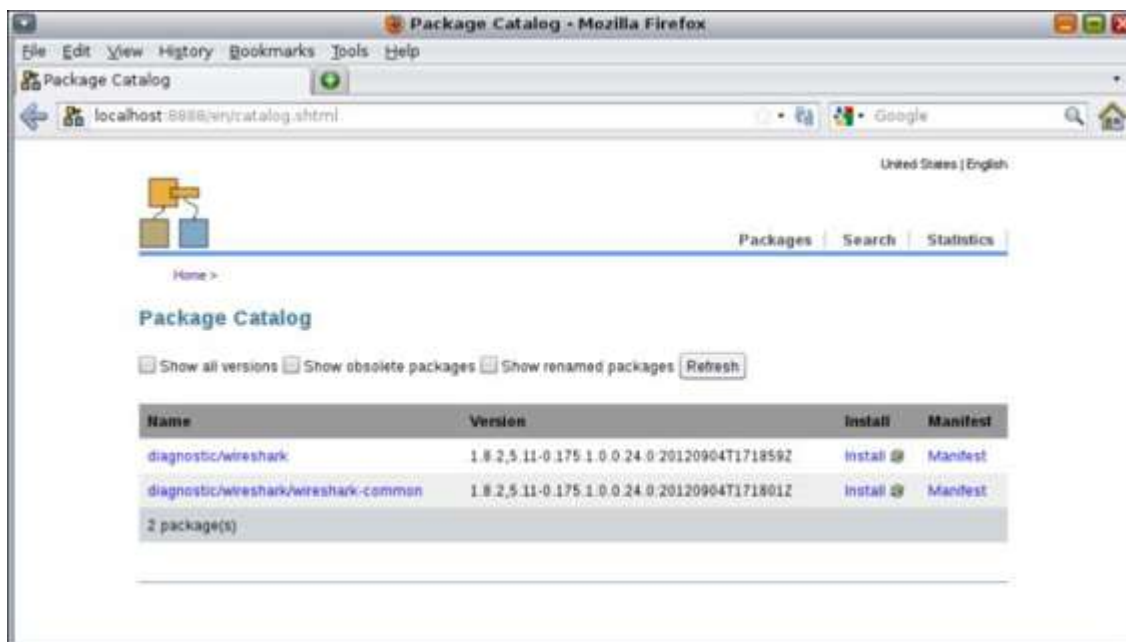 Package Catalog - Mozilla Firefox
File Edit View History Bookmarks Tools Help
Package Catalog
localhost:8888/en/catalog.shtml
Google
United States | English
Packages Search Statistics
Home >
Package Catalog
Show all versions Show obsolete packages Show renamed packages Refresh
Name Version Install Manifest
diagnostic/wireshark 1.8.2,5.11-0.175.1.0.0.24.0:20120904T171859Z Install Manifest
diagnostic/wireshark/wireshark-common 1.8.2,5.11-0.175.1.0.0.24.0:20120904T171801Z Install Manifest
2 package(s)